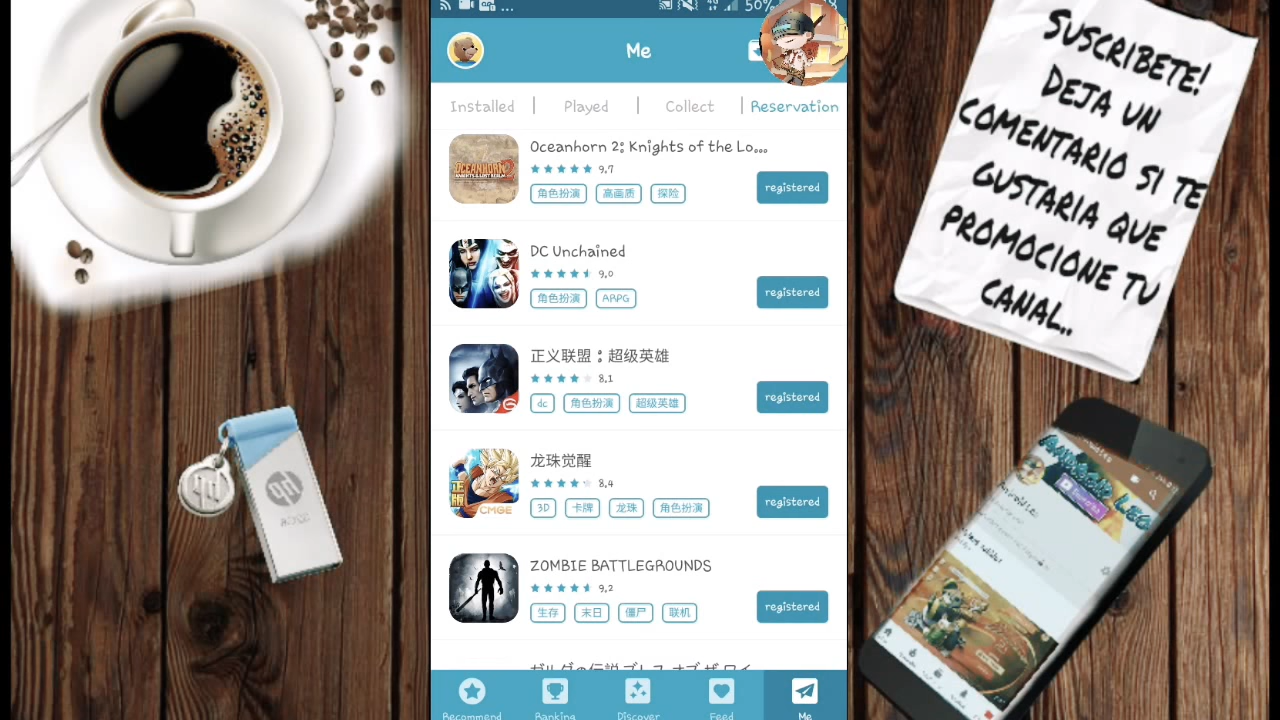 50%
Me
Installed
Played
Collect
Reservation
Oceanhorn 2: Knights of the Lo...
9,7
角色扮演
高画质
探险
registered
DC Unchained
9,0
角色扮演
ARPG
registered
正义联盟：超级英雄
8,1
dc
角色扮演
超级英雄
registered
龙珠觉醒
8,4
3D
卡牌
龙珠
角色扮演
registered
正版
CMGE
ZOMBIE BATTLEGROUNDS
9,2
生存
末日
僵尸
联机
registered
Recommend
Ranking
Discover
Feed
Me
SUSCRIBETE!
DEJA UN
COMENTARIO SI TE
GUSTARIA QUE
PROMOCIONE TU
CANAL..
hp